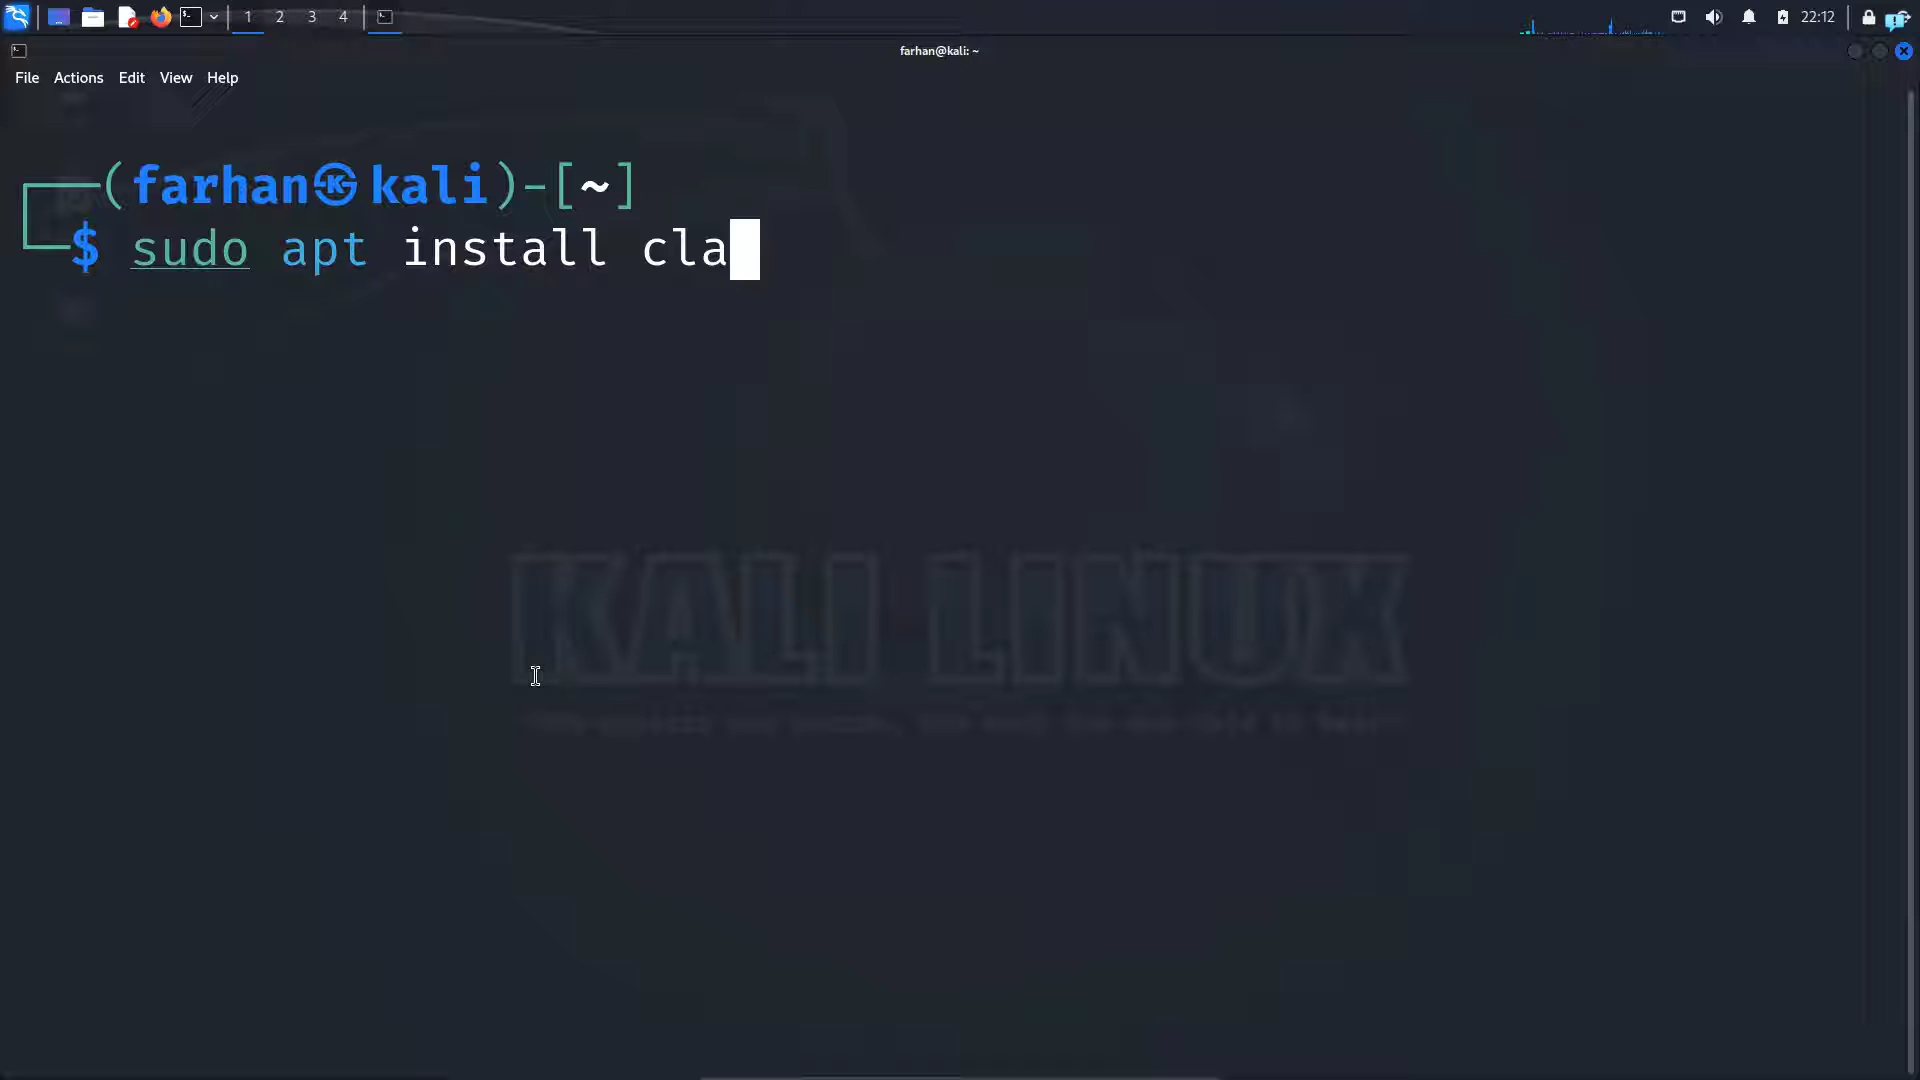 1 2 3 4 22:12
farhan@kali: ~
File Actions Edit View Help
(farhan㉿kali)-[~]
$ sudo apt install cla
KALI LINUX